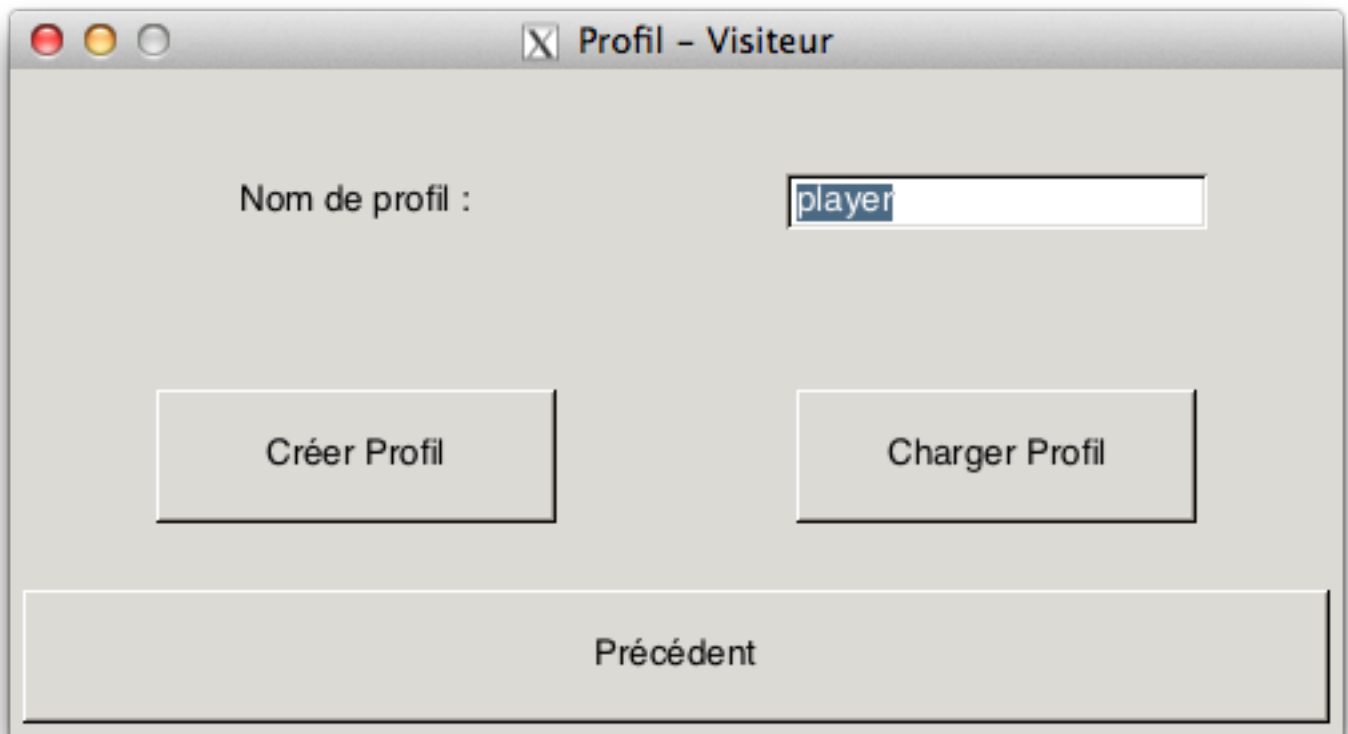 Profil – Visiteur
Nom de profil : player
Créer Profil Charger Profil
Précédent